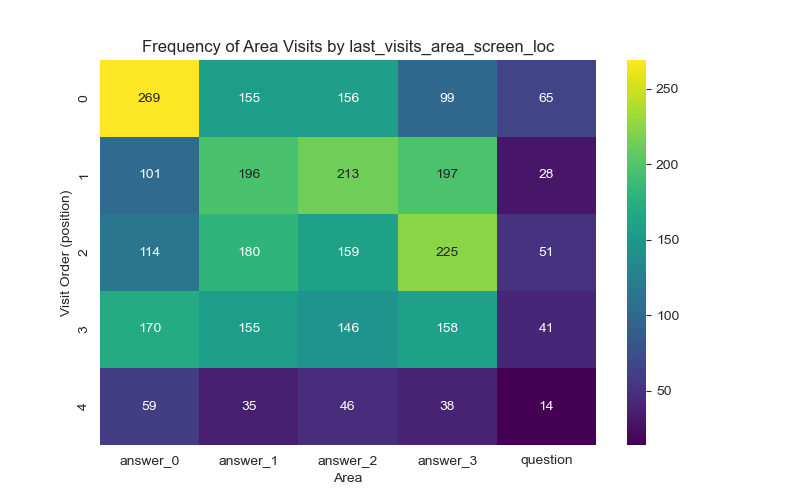 Frequency of Area Visits by last_visits_area_screen_loc
Visit Order (position)
0 269 155 156 99 65
1 101 196 213 197 28
2 114 180 159 225 51
3 170 155 146 158 41
4 59 35 46 38 14
answer_0 answer_1 answer_2 answer_3 question
Area
250
200
150
100
50